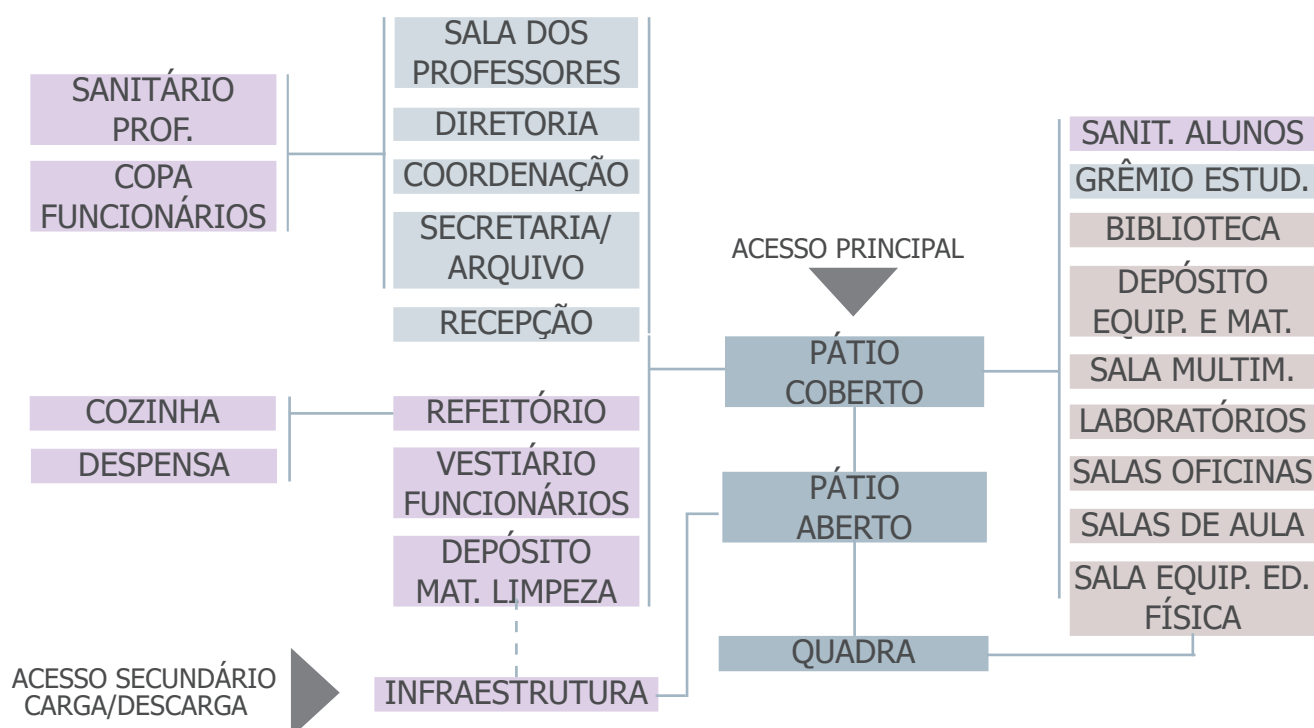 SALA DOS
PROFESSORES
SANITÁRIO
PROF.
DIRETORIA
COORDENAÇÃO
COPA
FUNCIONÁRIOS
SECRETARIA/
ARQUIVO
RECEPÇÃO
COZINHA
DESPENSA
REFEITÓRIO
VESTIÁRIO
FUNCIONÁRIOS
DEPÓSITO
MAT. LIMPEZA
ACESSO SECUNDÁRIO
CARGA/DESCARGA
INFRAESTRUTURA
ACESSO PRINCIPAL
PÁTIO
COBERTO
PÁTIO
ABERTO
QUADRA
SANIT. ALUNOS
GRÊMIO ESTUD.
BIBLIOTECA
DEPÓSITO
EQUIP. E MAT.
SALA MULTIM.
LABORATÓRIOS
SALAS OFICINAS
SALAS DE AULA
SALA EQUIP. ED.
FÍSICA